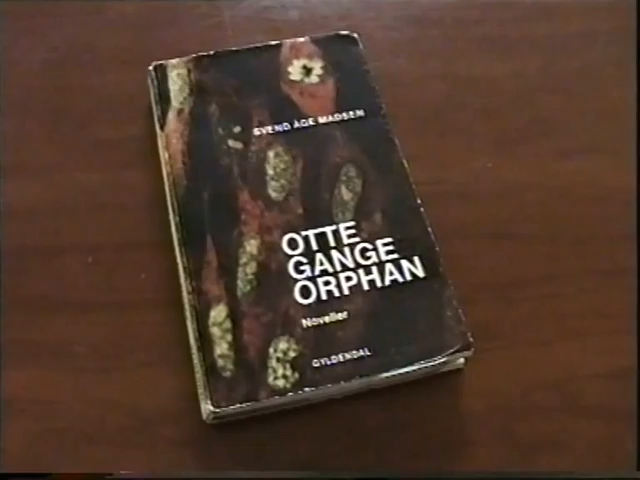 SVEND ÅGE MADSEN
OTTE
GANGE
ORPHAN
Noveller
GYLDENDAL